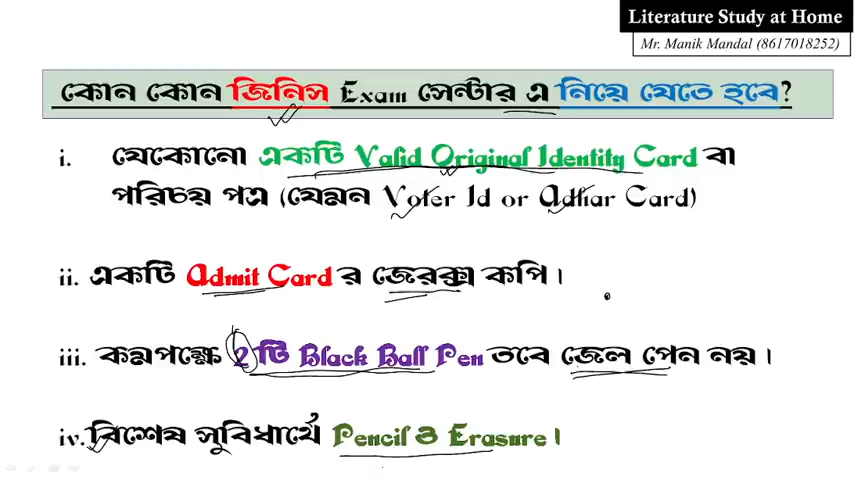 Literature Study at Home
Mr. Manik Mandal (8617018252)
কোন কোন জিনিস Exam সেন্টার এ নিয়ে যেতে হবে?
i. যেকোনো একটি Valid Original Identity Card বা
পরিচয় পত্র (যেমন Voter Id or Adhar Card)
ii. একটি Admit Card র জেরক্স কপি।
iii. কমপক্ষে 2টি Black Ball Pen তবে জেল পেন নয়।
iv. বিশেষ সুবিধার্থে Pencil & Erasure।